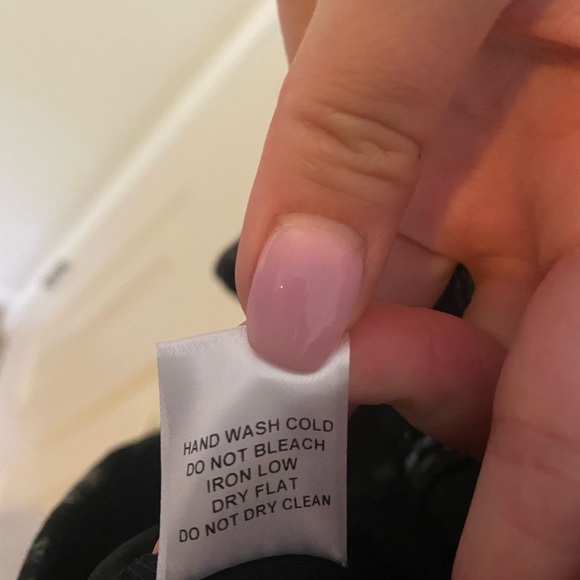 HAND WASH COLD
DO NOT BLEACH
IRON LOW
DRY FLAT
DO NOT DRY CLEAN